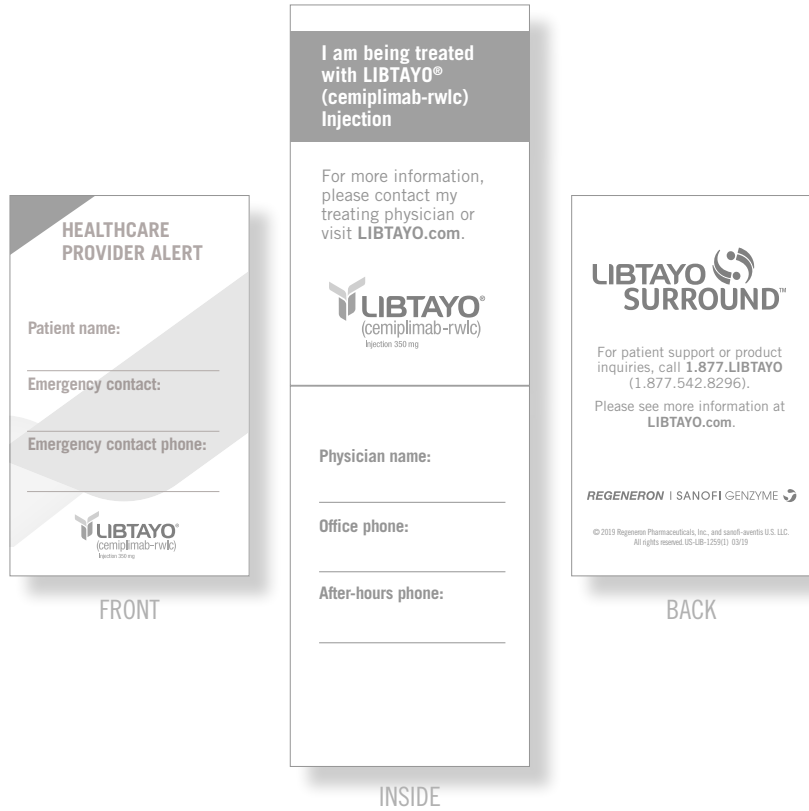 HEALTHCARE
PROVIDER ALERT
Patient name:
Emergency contact:
Emergency contact phone:
LIBTAYO®
(cemiplimab-rwlc)
Injection 350 mg
FRONT
I am being treated
with LIBTAYO®
(cemiplimab-rwlc)
Injection
For more information,
please contact my
treating physician or
visit LIBTAYO.com.
LIBTAYO®
(cemiplimab-rwlc)
Injection 350 mg
Physician name:
Office phone:
After-hours phone:
INSIDE
LIBTAYO
SURROUND™
For patient support or product
inquiries, call 1.877.LIBTAYO
(1.877.542.8296).
Please see more information at
LIBTAYO.com.
REGENERON | SANOFI GENZYME
© 2019 Regeneron Pharmaceuticals, Inc., and sanofi-aventis U.S. LLC.
All rights reserved. US-LIB-1259(1) 03/19
BACK